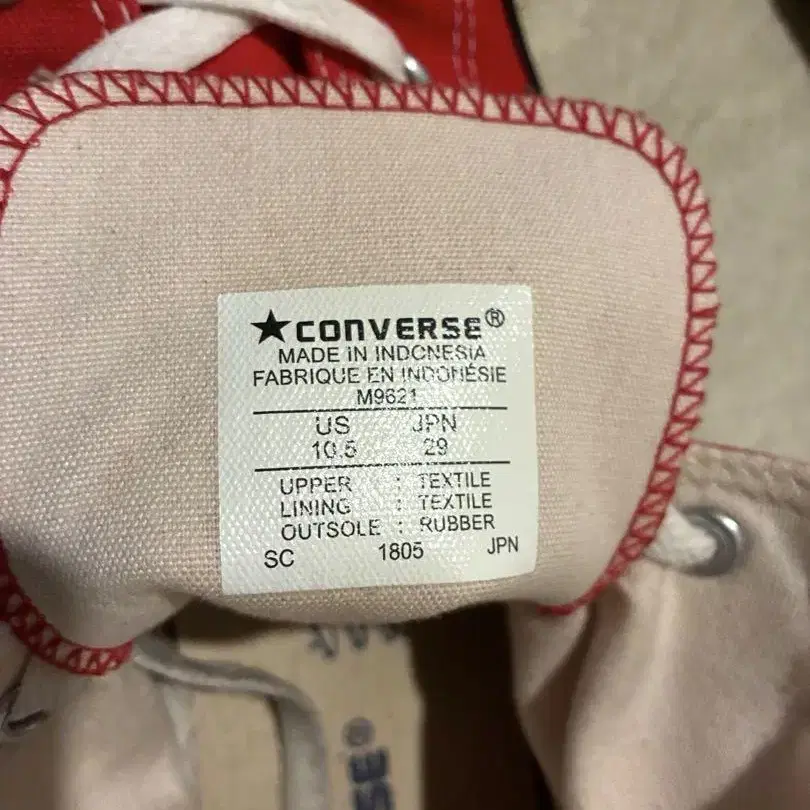 ★CONVERSE®
MADE IN INDONESIA
FABRIQUE EN INDONÉSIE
M9621
US JPN
10.5 29
UPPER : TEXTILE
LINING : TEXTILE
OUTSOLE : RUBBER
SC 1805 JPN
SE®